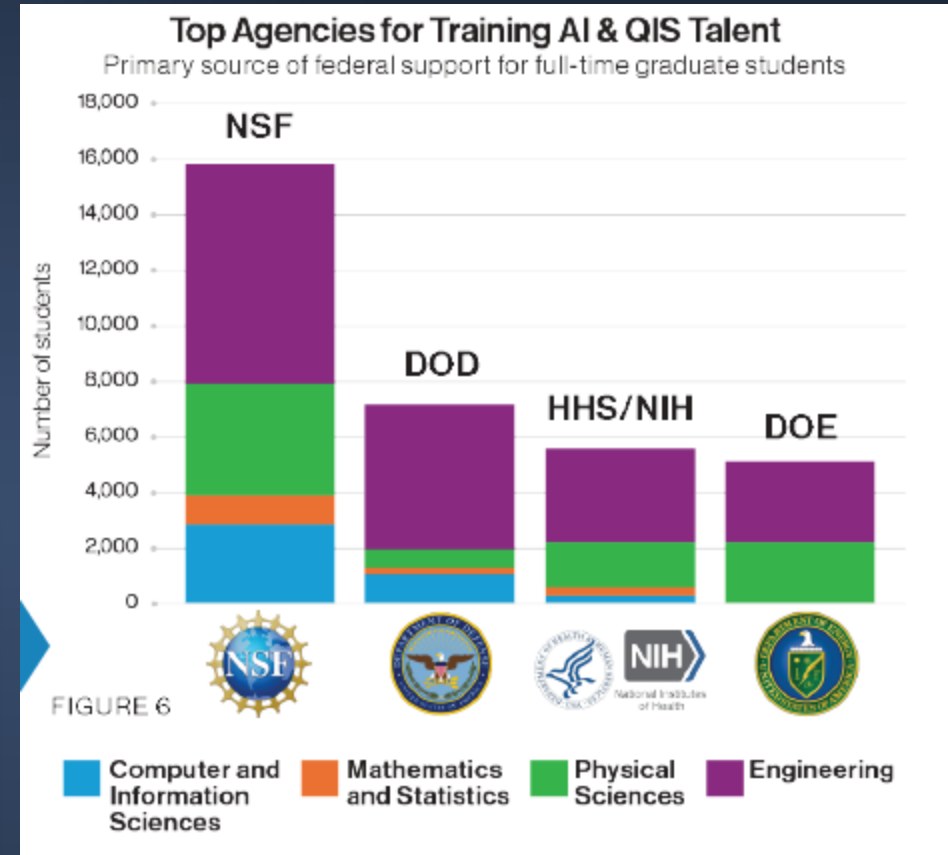 Top Agencies for Training AI & QIS Talent
Primary source of federal support for full-time graduate students
Number of students
18,000
16,000
14,000
12,000
10,000
8,000
6,000
4,000
2,000
0
NSF
DOD
HHS/NIH
DOE
NSF
DEPARTMENT OF DEFENSE
NIH
National Institutes
of Health
FIGURE 6
Computer and
Information
Sciences
Mathematics
and Statistics
Physical
Sciences
Engineering